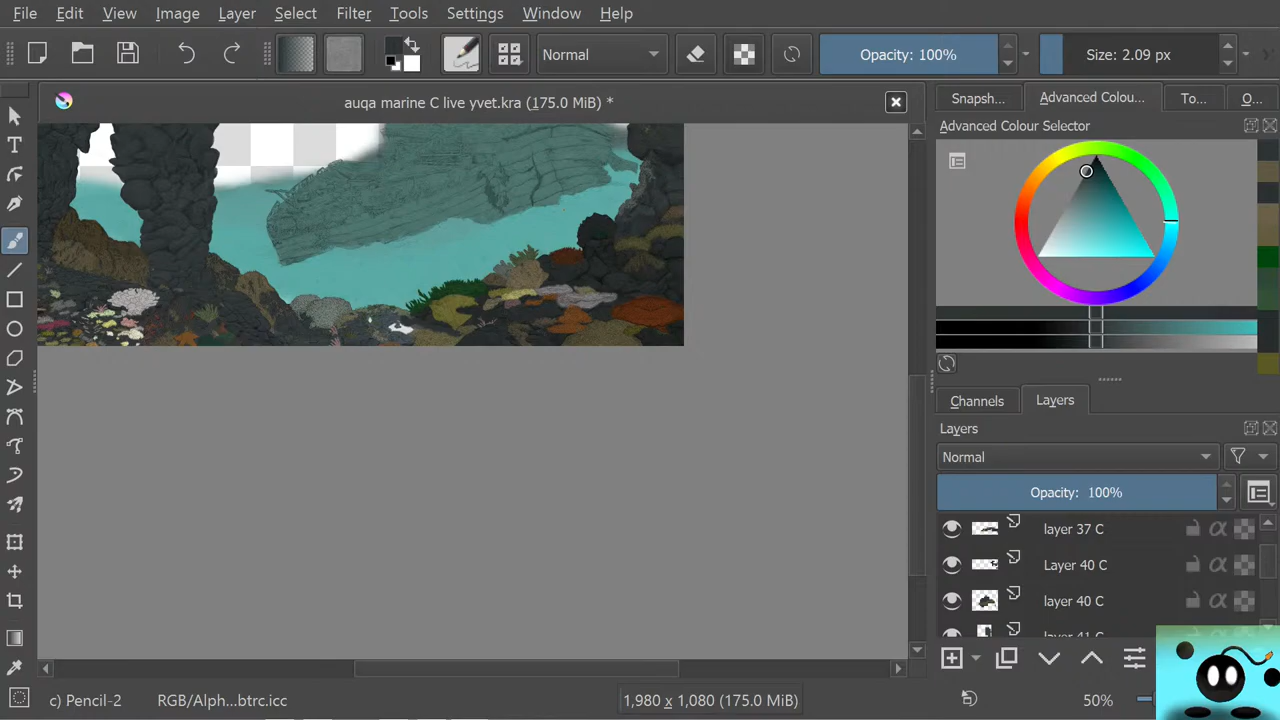 File Edit View Image Layer Select Filter Tools Settings Window Help
Normal Opacity: 100% Size: 2.09 px
auqa marine C live yvet.kra (175.0 MiB) *
Snapsh... Advanced Colou... To... O...
Advanced Colour Selector
Channels Layers
Layers
Normal
Opacity: 100%
layer 37 C
Layer 40 C
layer 40 C
layer 41 C
c) Pencil-2 RGB/Alph...btrc.icc 1,980 x 1,080 (175.0 MiB) 50%